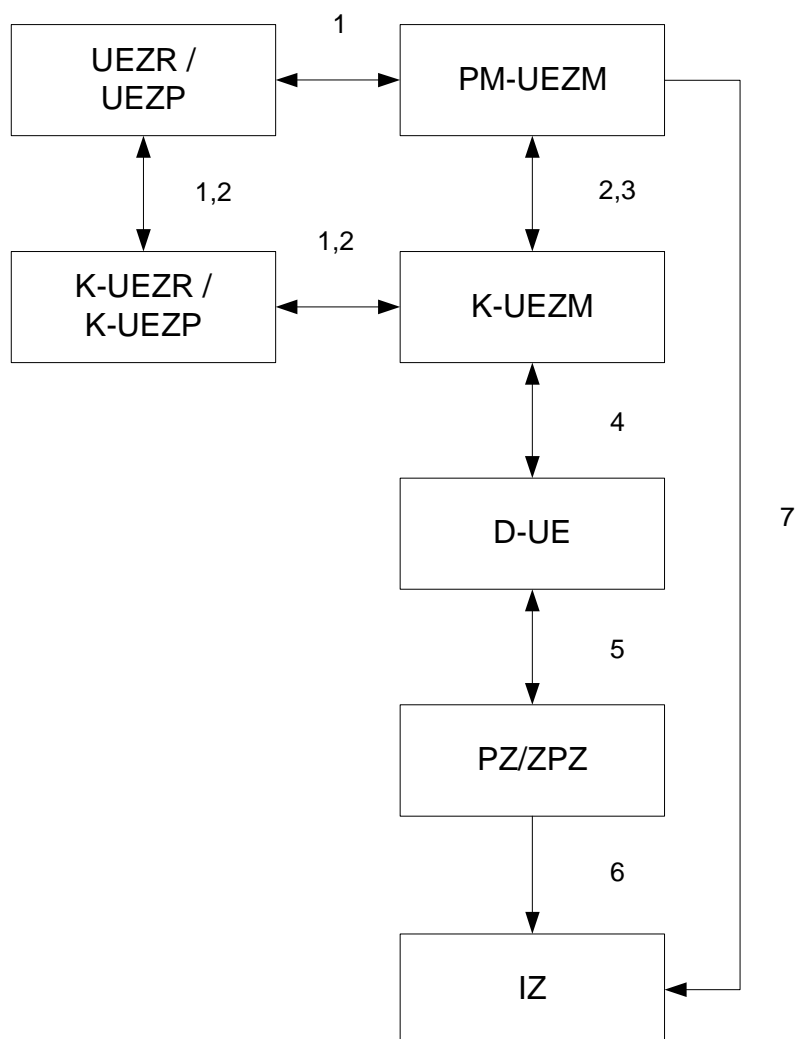 1
UEZR /
UEZP
PM-UEZM
1,2
2,3
1,2
K-UEZR /
K-UEZP
K-UEZM
4
D-UE
7
5
PZ/ZPZ
6
IZ